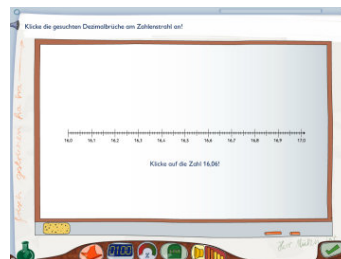 Klicke die gesuchten Dezimalbrüche am Zahlenstrahl an!
16,0 16,1 16,2 16,3 16,4 16,5 16,6 16,7 16,8 16,9 17,0
Klicke auf die Zahl 16,06!
0100